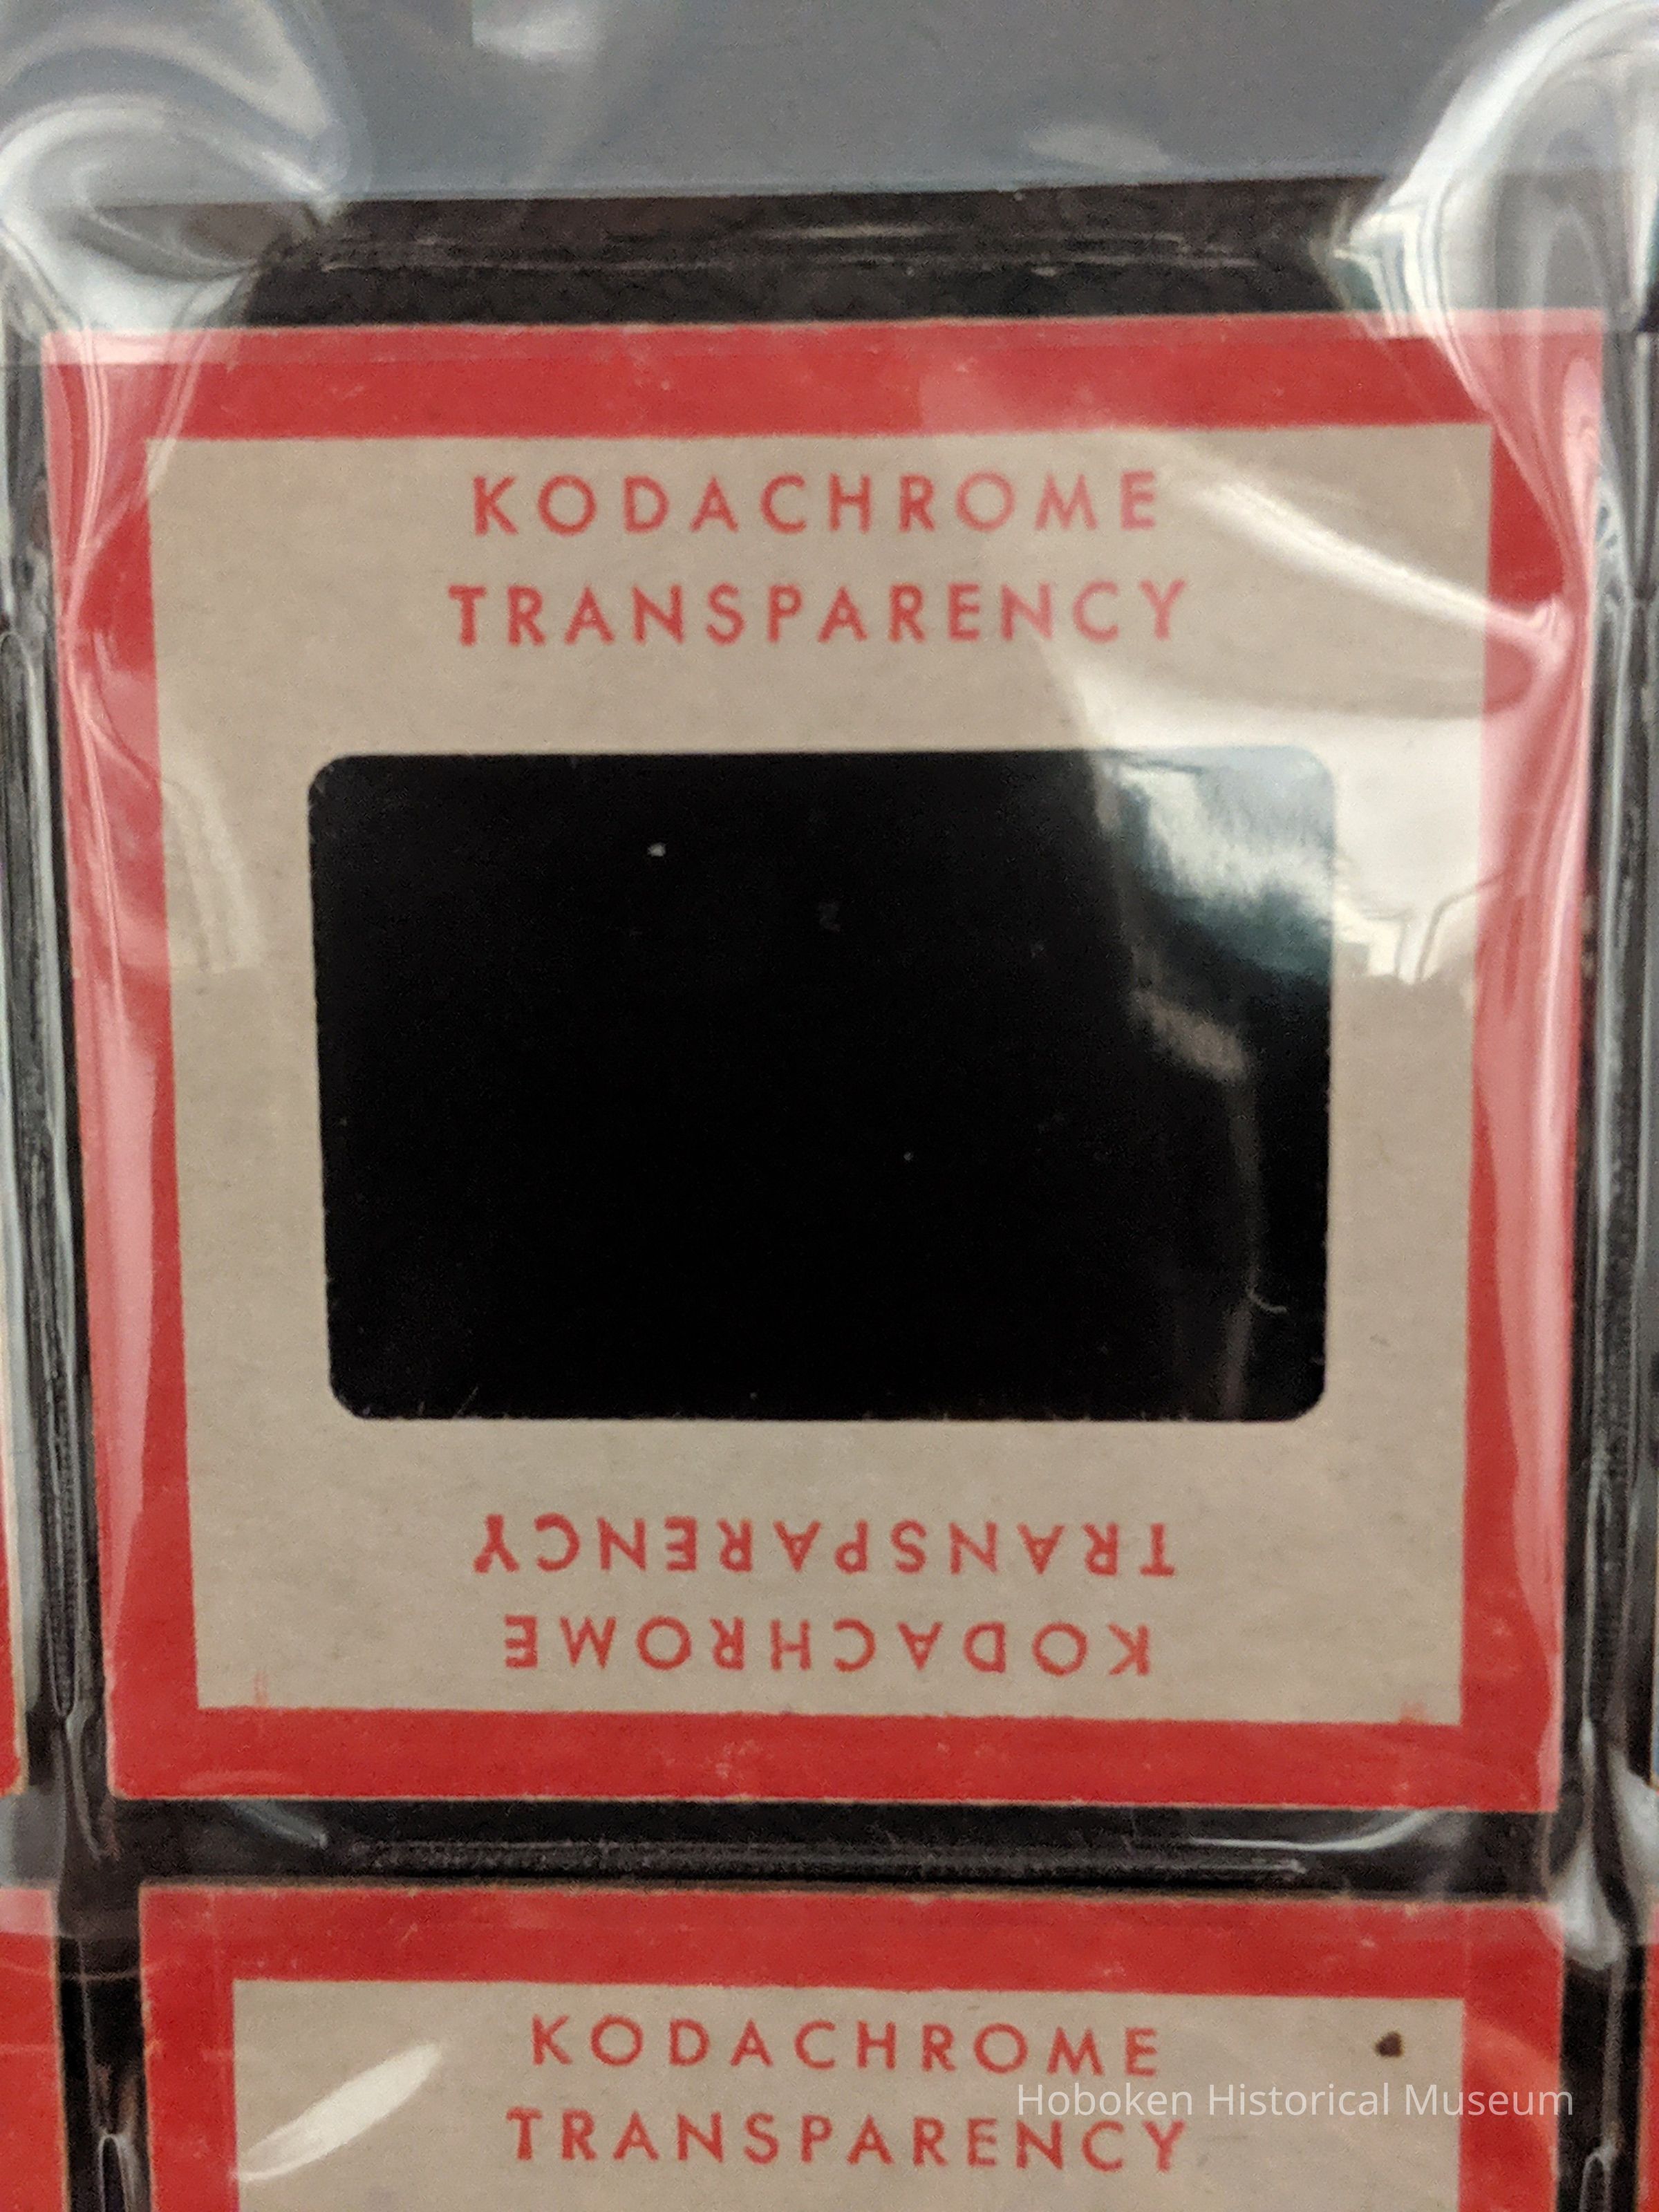 KODACHROME
TRANSPARENCY
TRANSPARENCY
KODACHROME
KODACHROME
TRANSPARENCY
Hoboken Historical Museum